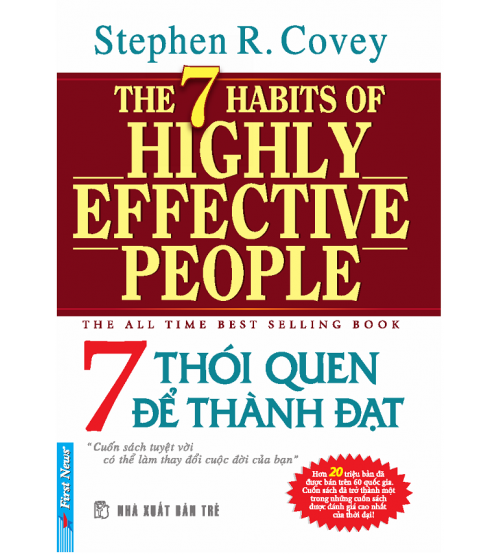 Stephen R. Covey
THE 7 HABITS OF
HIGHLY
EFFECTIVE
PEOPLE
THE ALL TIME BEST SELLING BOOK
7 THÓI QUEN
ĐỂ THÀNH ĐẠT
"Cuốn sách tuyệt vời
có thể làm thay đổi cuộc đời của bạn"
First News
NHÀ XUẤT BẢN TRẺ
Hơn 20 triệu bản đã
được bán trên 60 quốc gia.
Cuốn sách đã trở thành một
trong những cuốn sách
được đánh giá cao nhất
của thời đại!